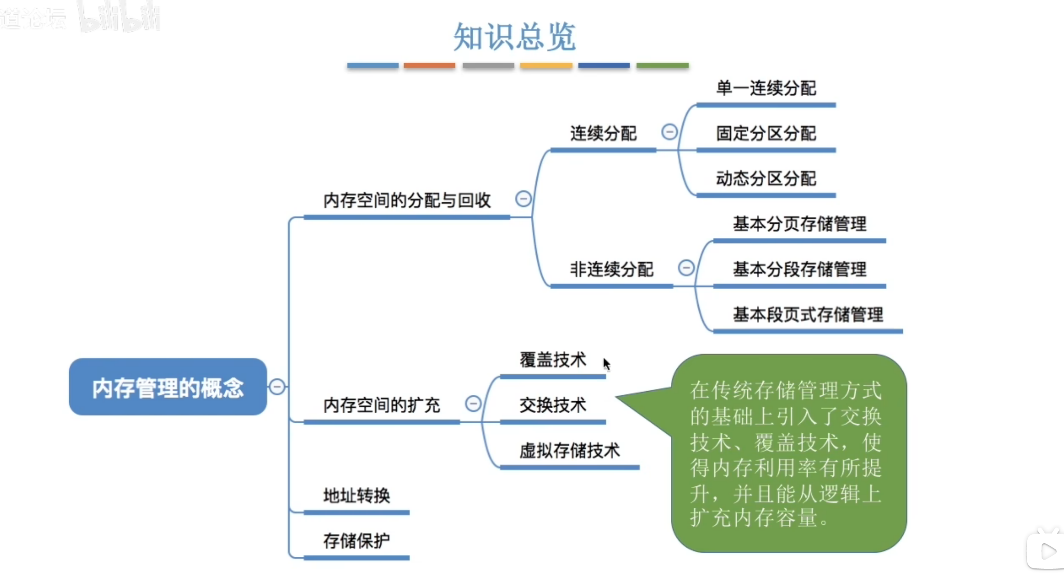 bilibili
知识总览
单一连续分配
连续分配
固定分区分配
动态分区分配
内存空间的分配与回收
基本分页存储管理
非连续分配
基本分段存储管理
基本段页式存储管理
覆盖技术
内存管理的概念
内存空间的扩充
交换技术
虚拟存储技术
在传统存储管理方式
的基础上引入了交换
技术、覆盖技术，使
得内存利用率有所提
升，并且能从逻辑上
扩充内存容量。
地址转换
存储保护